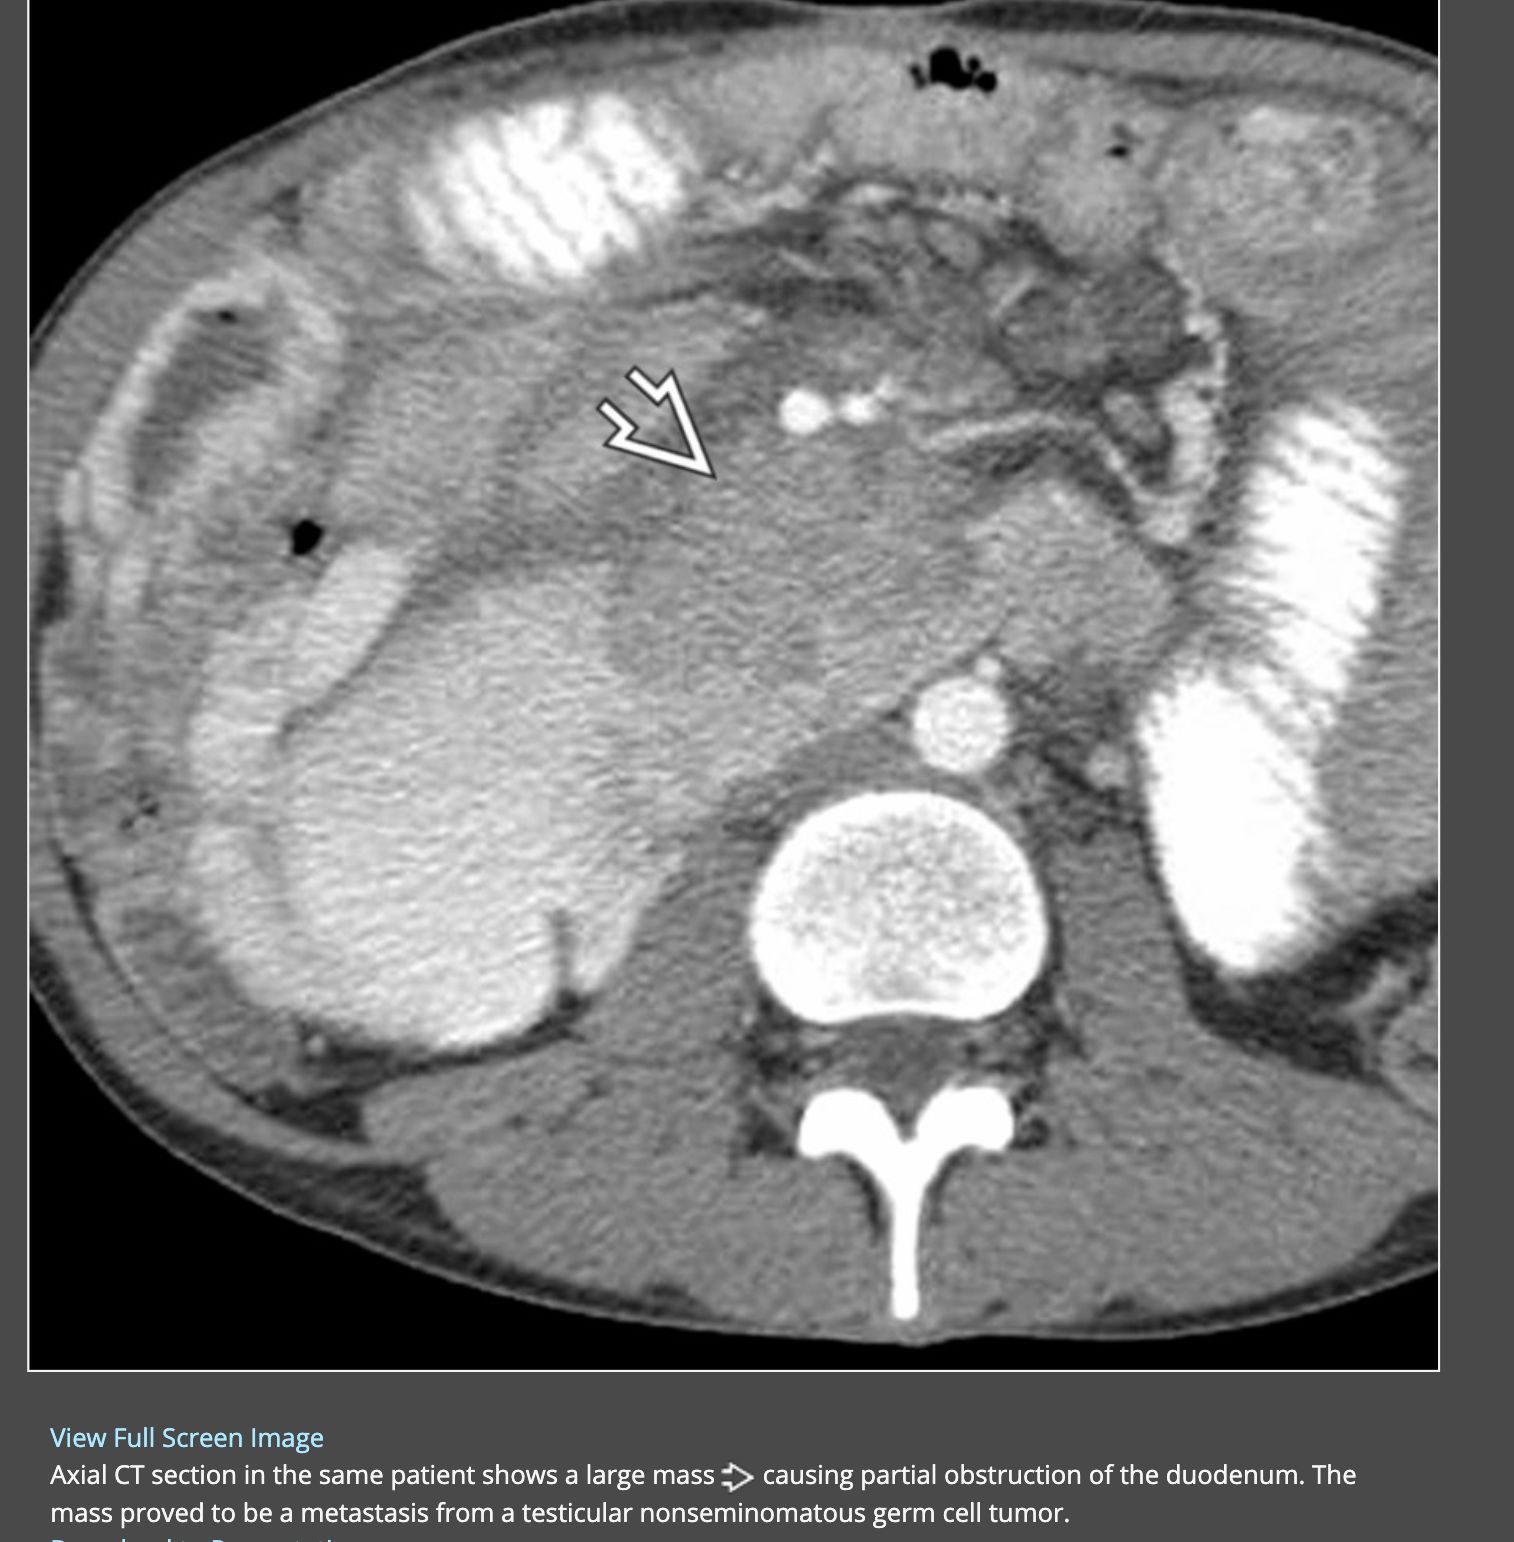 View Full Screen Image
Axial CT section in the same patient shows a large mass causing partial obstruction of the duodenum. The
mass proved to be a metastasis from a testicular nonseminomatous germ cell tumor.